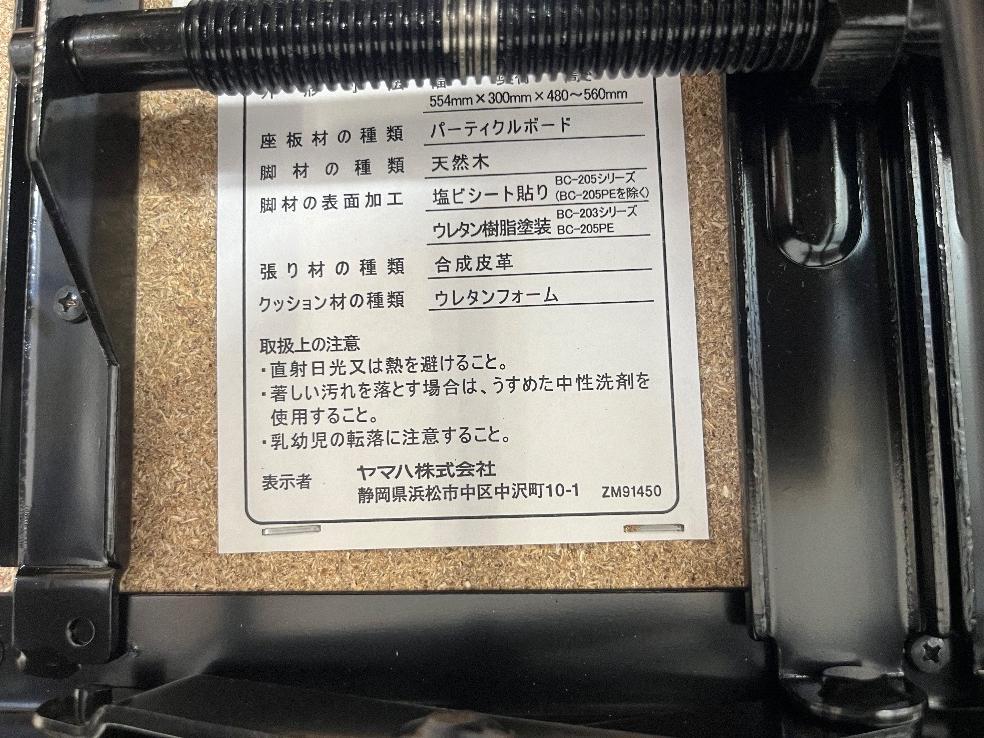 554mm×300mm×480〜560mm
座板材の種類 パーティクルボード
脚材の種類 天然木
脚材の表面加工 塩ビシート貼り BC-205シリーズ (BC-205PEを除く)
ウレタン樹脂塗装 BC-203シリーズ BC-205PE
張り材の種類 合成皮革
クッション材の種類 ウレタンフォーム
取扱上の注意
・直射日光又は熱を避けること。
・著しい汚れを落とす場合は、うすめた中性洗剤を
使用すること。
・乳幼児の転落に注意すること。
表示者 ヤマハ株式会社
静岡県浜松市中区中沢町10-1 ZM91450